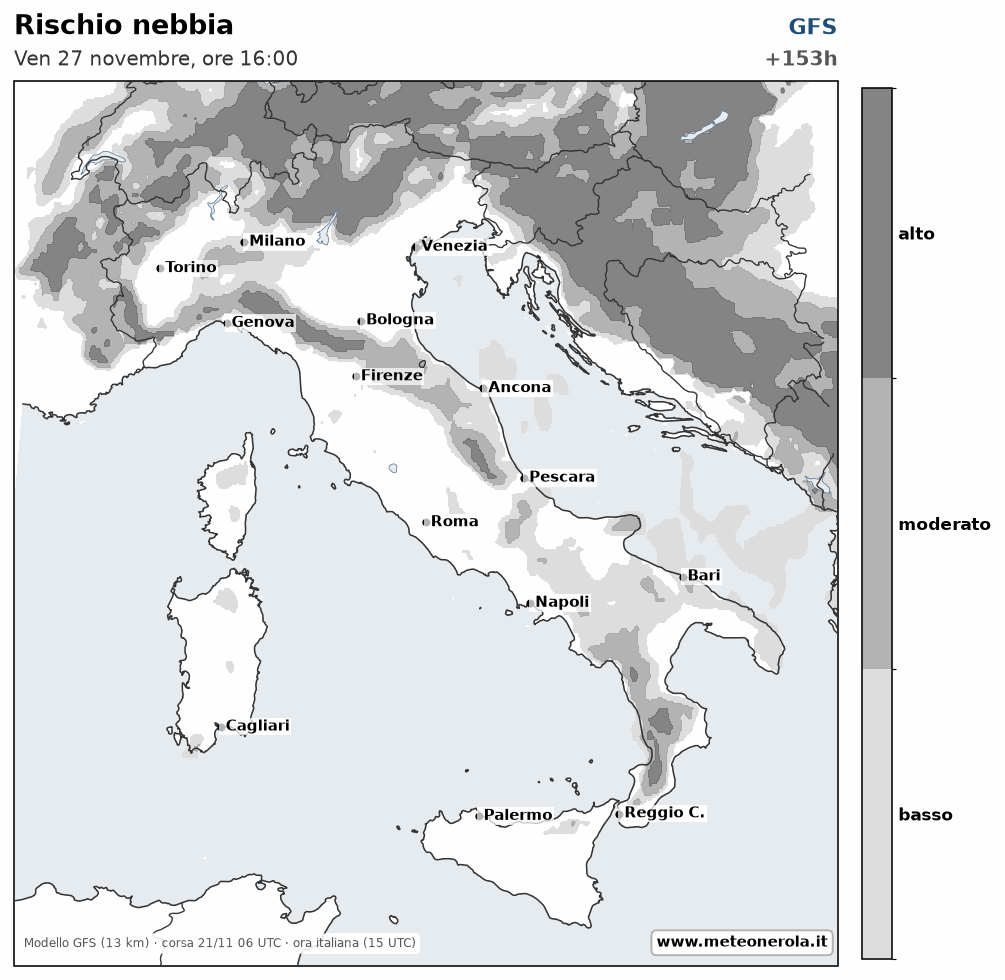 Rischio nebbia
GFS
Ven 27 novembre, ore 16:00
+153h
Milano
Venezia
Torino
Genova
Bologna
Firenze
Ancona
Pescara
Roma
Bari
Napoli
Cagliari
Palermo
Reggio C.
alto
moderato
basso
Modello GFS (13 km) · corsa 21/11 06 UTC · ora italiana (15 UTC)
www.meteonerola.it